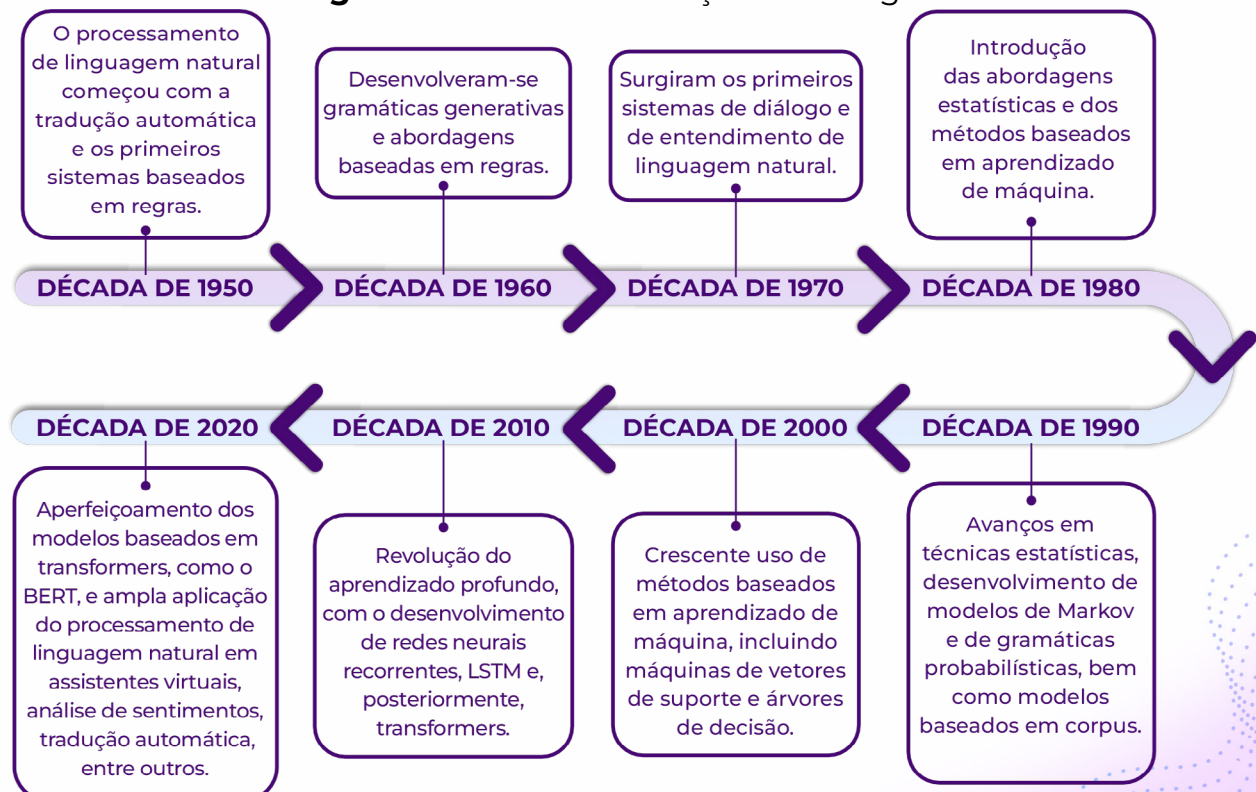 O processamento
de linguagem natural
começou com a
tradução automática
e os primeiros
sistemas baseados
em regras.
Desenvolveram-se
gramáticas generativas
e abordagens
baseadas em regras.
Surgiram os primeiros
sistemas de diálogo e
de entendimento de
linguagem natural.
Introdução
das abordagens
estatísticas e dos
métodos baseados
em aprendizado
de máquina.
DÉCADA DE 1950
DÉCADA DE 1960
DÉCADA DE 1970
DÉCADA DE 1980
DÉCADA DE 1990
DÉCADA DE 2000
DÉCADA DE 2010
DÉCADA DE 2020
Avanços em
técnicas estatísticas,
desenvolvimento de
modelos de Markov
e de gramáticas
probabilísticas, bem
como modelos
baseados em corpus.
Crescente uso de
métodos baseados
em aprendizado de
máquina, incluindo
máquinas de vetores
de suporte e árvores
de decisão.
Revolução do
aprendizado profundo,
com o desenvolvimento
de redes neurais
recorrentes, LSTM e,
posteriormente,
transformers.
Aperfeiçoamento dos
modelos baseados em
transformers, como o
BERT, e ampla aplicação
do processamento de
linguagem natural em
assistentes virtuais,
análise de sentimentos,
tradução automática,
entre outros.